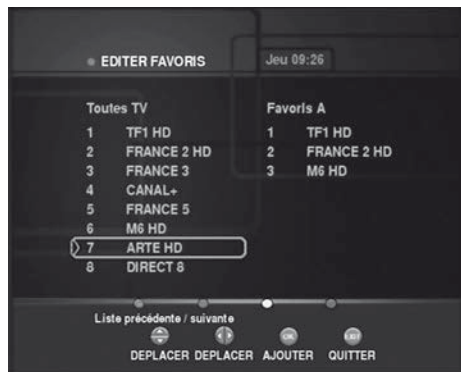 EDITER FAVORIS
Jeu 09:26
Toutes TV
1 TF1 HD
2 FRANCE 2 HD
3 FRANCE 3
4 CANAL+
5 FRANCE 5
6 M6 HD
7 ARTE HD
8 DIRECT 8
Favoris A
1 TF1 HD
2 FRANCE 2 HD
3 M6 HD
Liste précédente / suivante
OK EXIT
DEPLACER DEPLACER AJOUTER QUITTER